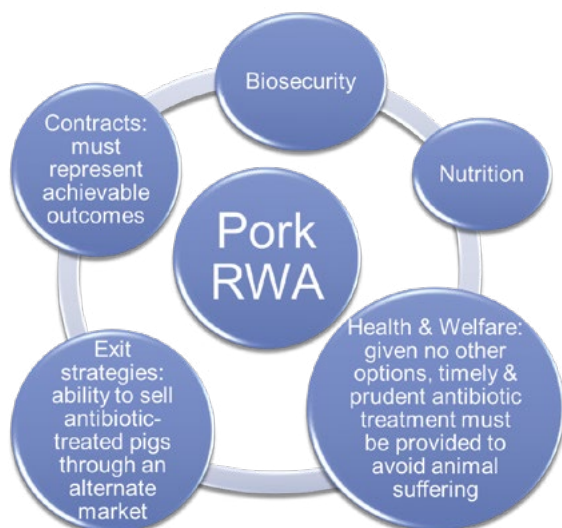 Biosecurity
Nutrition
Health & Welfare:
given no other
options, timely &
prudent antibiotic
treatment must
be provided to
avoid animal
suffering
Exit
strategies:
ability to sell
antibiotic-
treated pigs
through an
alternate
market
Contracts:
must
represent
achievable
outcomes
Pork
RWA